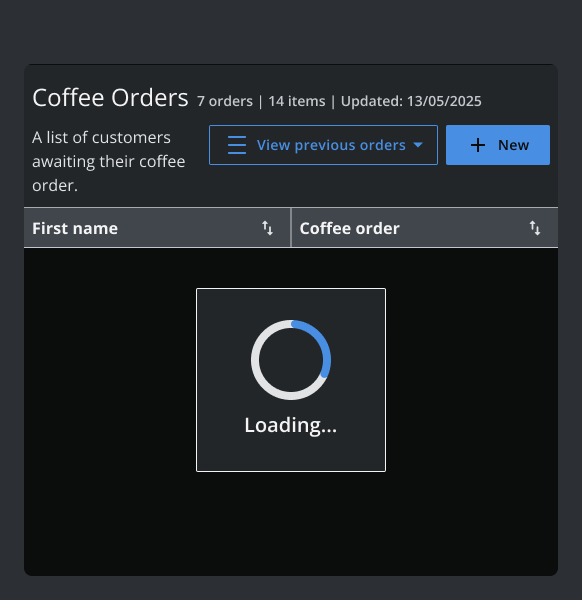 Coffee Orders 7 orders | 14 items | Updated: 13/05/2025
A list of customers
awaiting their coffee
order.
View previous orders
New
First name
Coffee order
Loading...